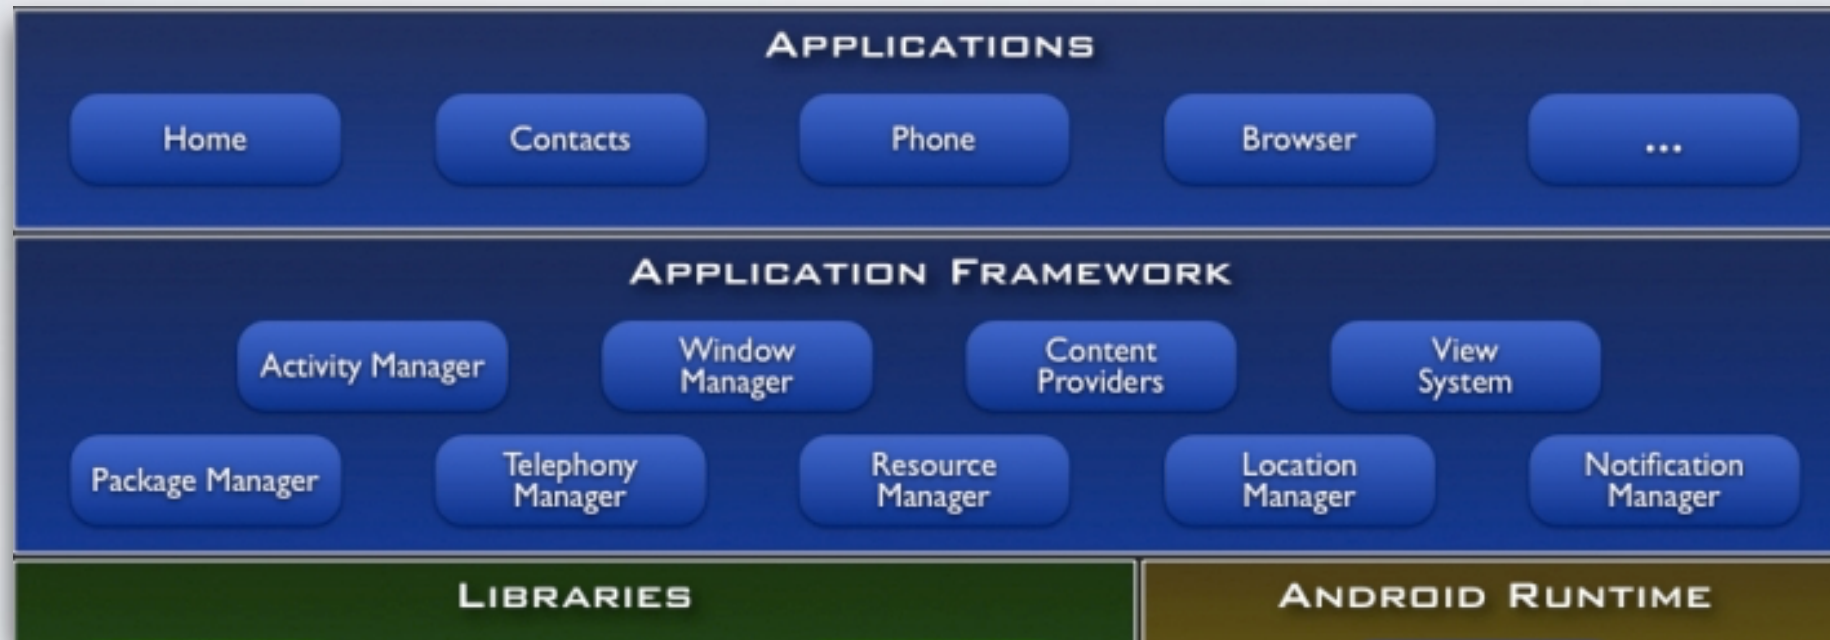 APPLICATIONS
Home
Contacts
Phone
Browser
...
APPLICATION FRAMEWORK
Activity Manager
Window
Manager
Content
Providers
View
System
Package Manager
Telephony
Manager
Resource
Manager
Location
Manager
Notification
Manager
LIBRARIES
ANDROID RUNTIME